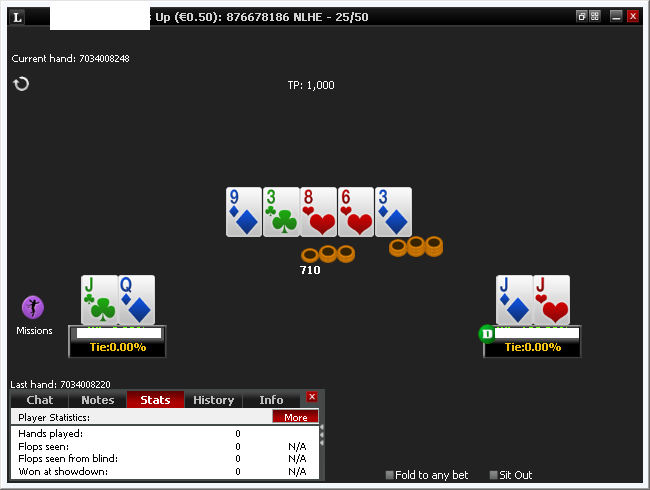 L
Up (€0.50): 876678186 NLHE - 25/50
Current hand: 7034008248
TP: 1,000
9 3 8 6 3
710
J Q
J J
D
Missions
Tie:0.00%
Tie:0.00%
Last hand: 7034008220
Chat Notes Stats History Info
Player Statistics: More
Hands played: 0
Flops seen: 0 N/A
Flops seen from blind: 0 N/A
Won at showdown: 0 N/A
Fold to any bet Sit Out